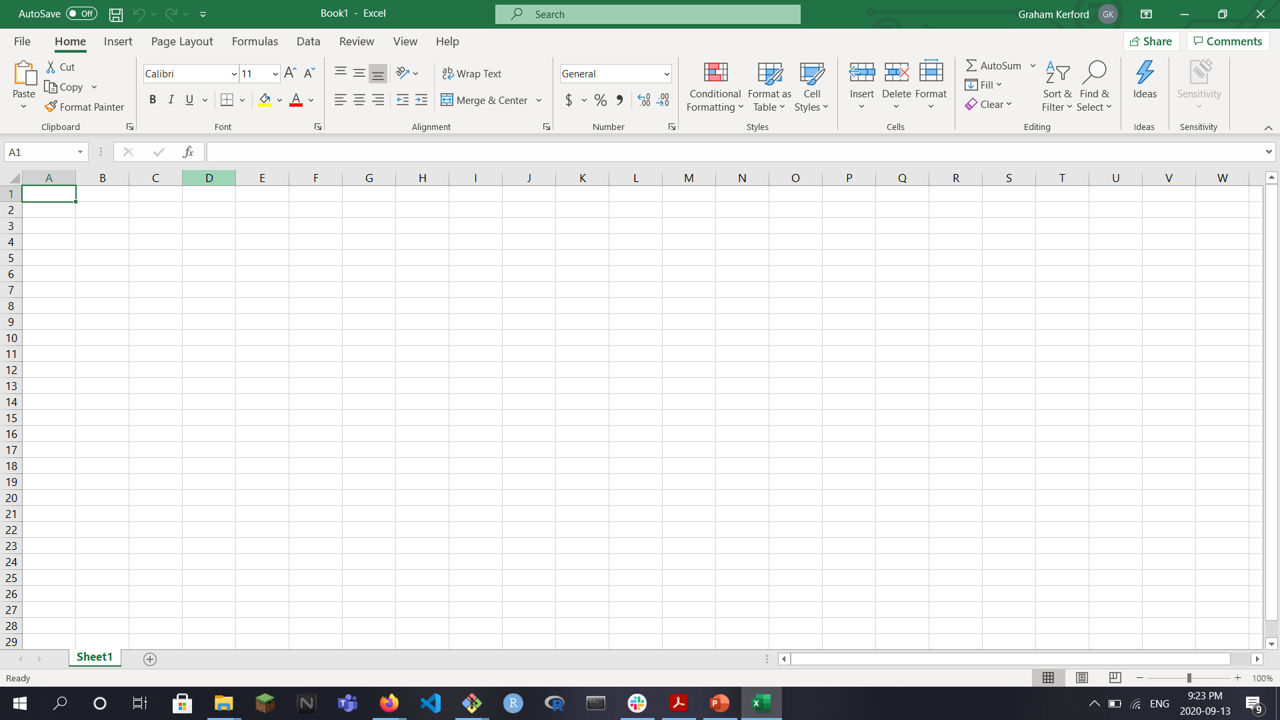 AutoSave Off Book1 - Excel Search Graham Kerford GK
File Home Insert Page Layout Formulas Data Review View Help Share Comments
Paste Cut Copy Format Painter Clipboard
Calibri 11 A A B I U A Font
ab Wrap Text Merge & Center Alignment
General $ % , Number
Conditional Formatting Format as Table Cell Styles Styles
Insert Delete Format Cells
AutoSum Fill Clear Sort & Filter Find & Select Editing
Ideas Ideas
Sensitivity Sensitivity
A1 fx
A B C D E F G H I J K L M N O P Q R S T U V W
1
2
3
4
5
6
7
8
9
10
11
12
13
14
15
16
17
18
19
20
21
22
23
24
25
26
27
28
29
Sheet1
Ready 100%
ENG 9:23 PM
2020-09-13 9